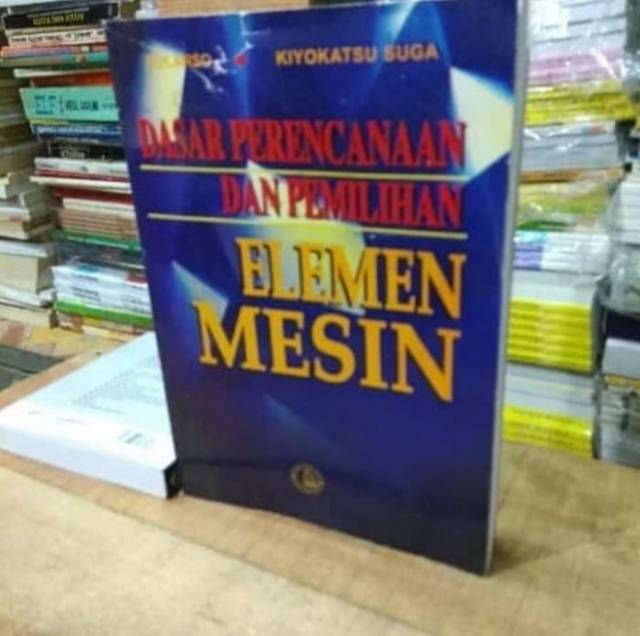 KIYOKATSU SUGA
DASAR PERENCANAAN
DAN PEMILIHAN
ELEMEN
MESIN